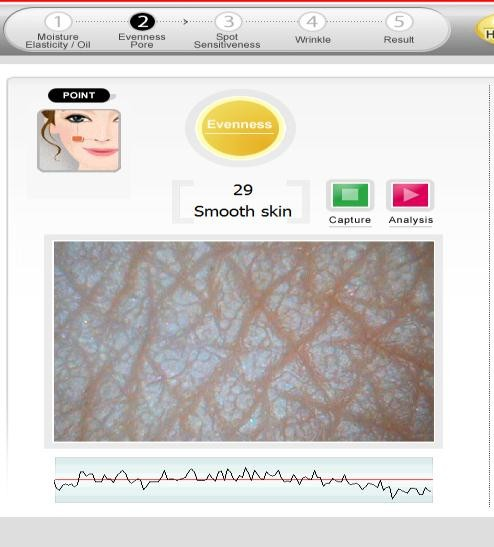 1 2 3 4 5
Moisture
Elasticity / Oil
Evenness
Pore
Spot
Sensitiveness
Wrinkle
Result
POINT
Evenness
29
Smooth skin
Capture
Analysis